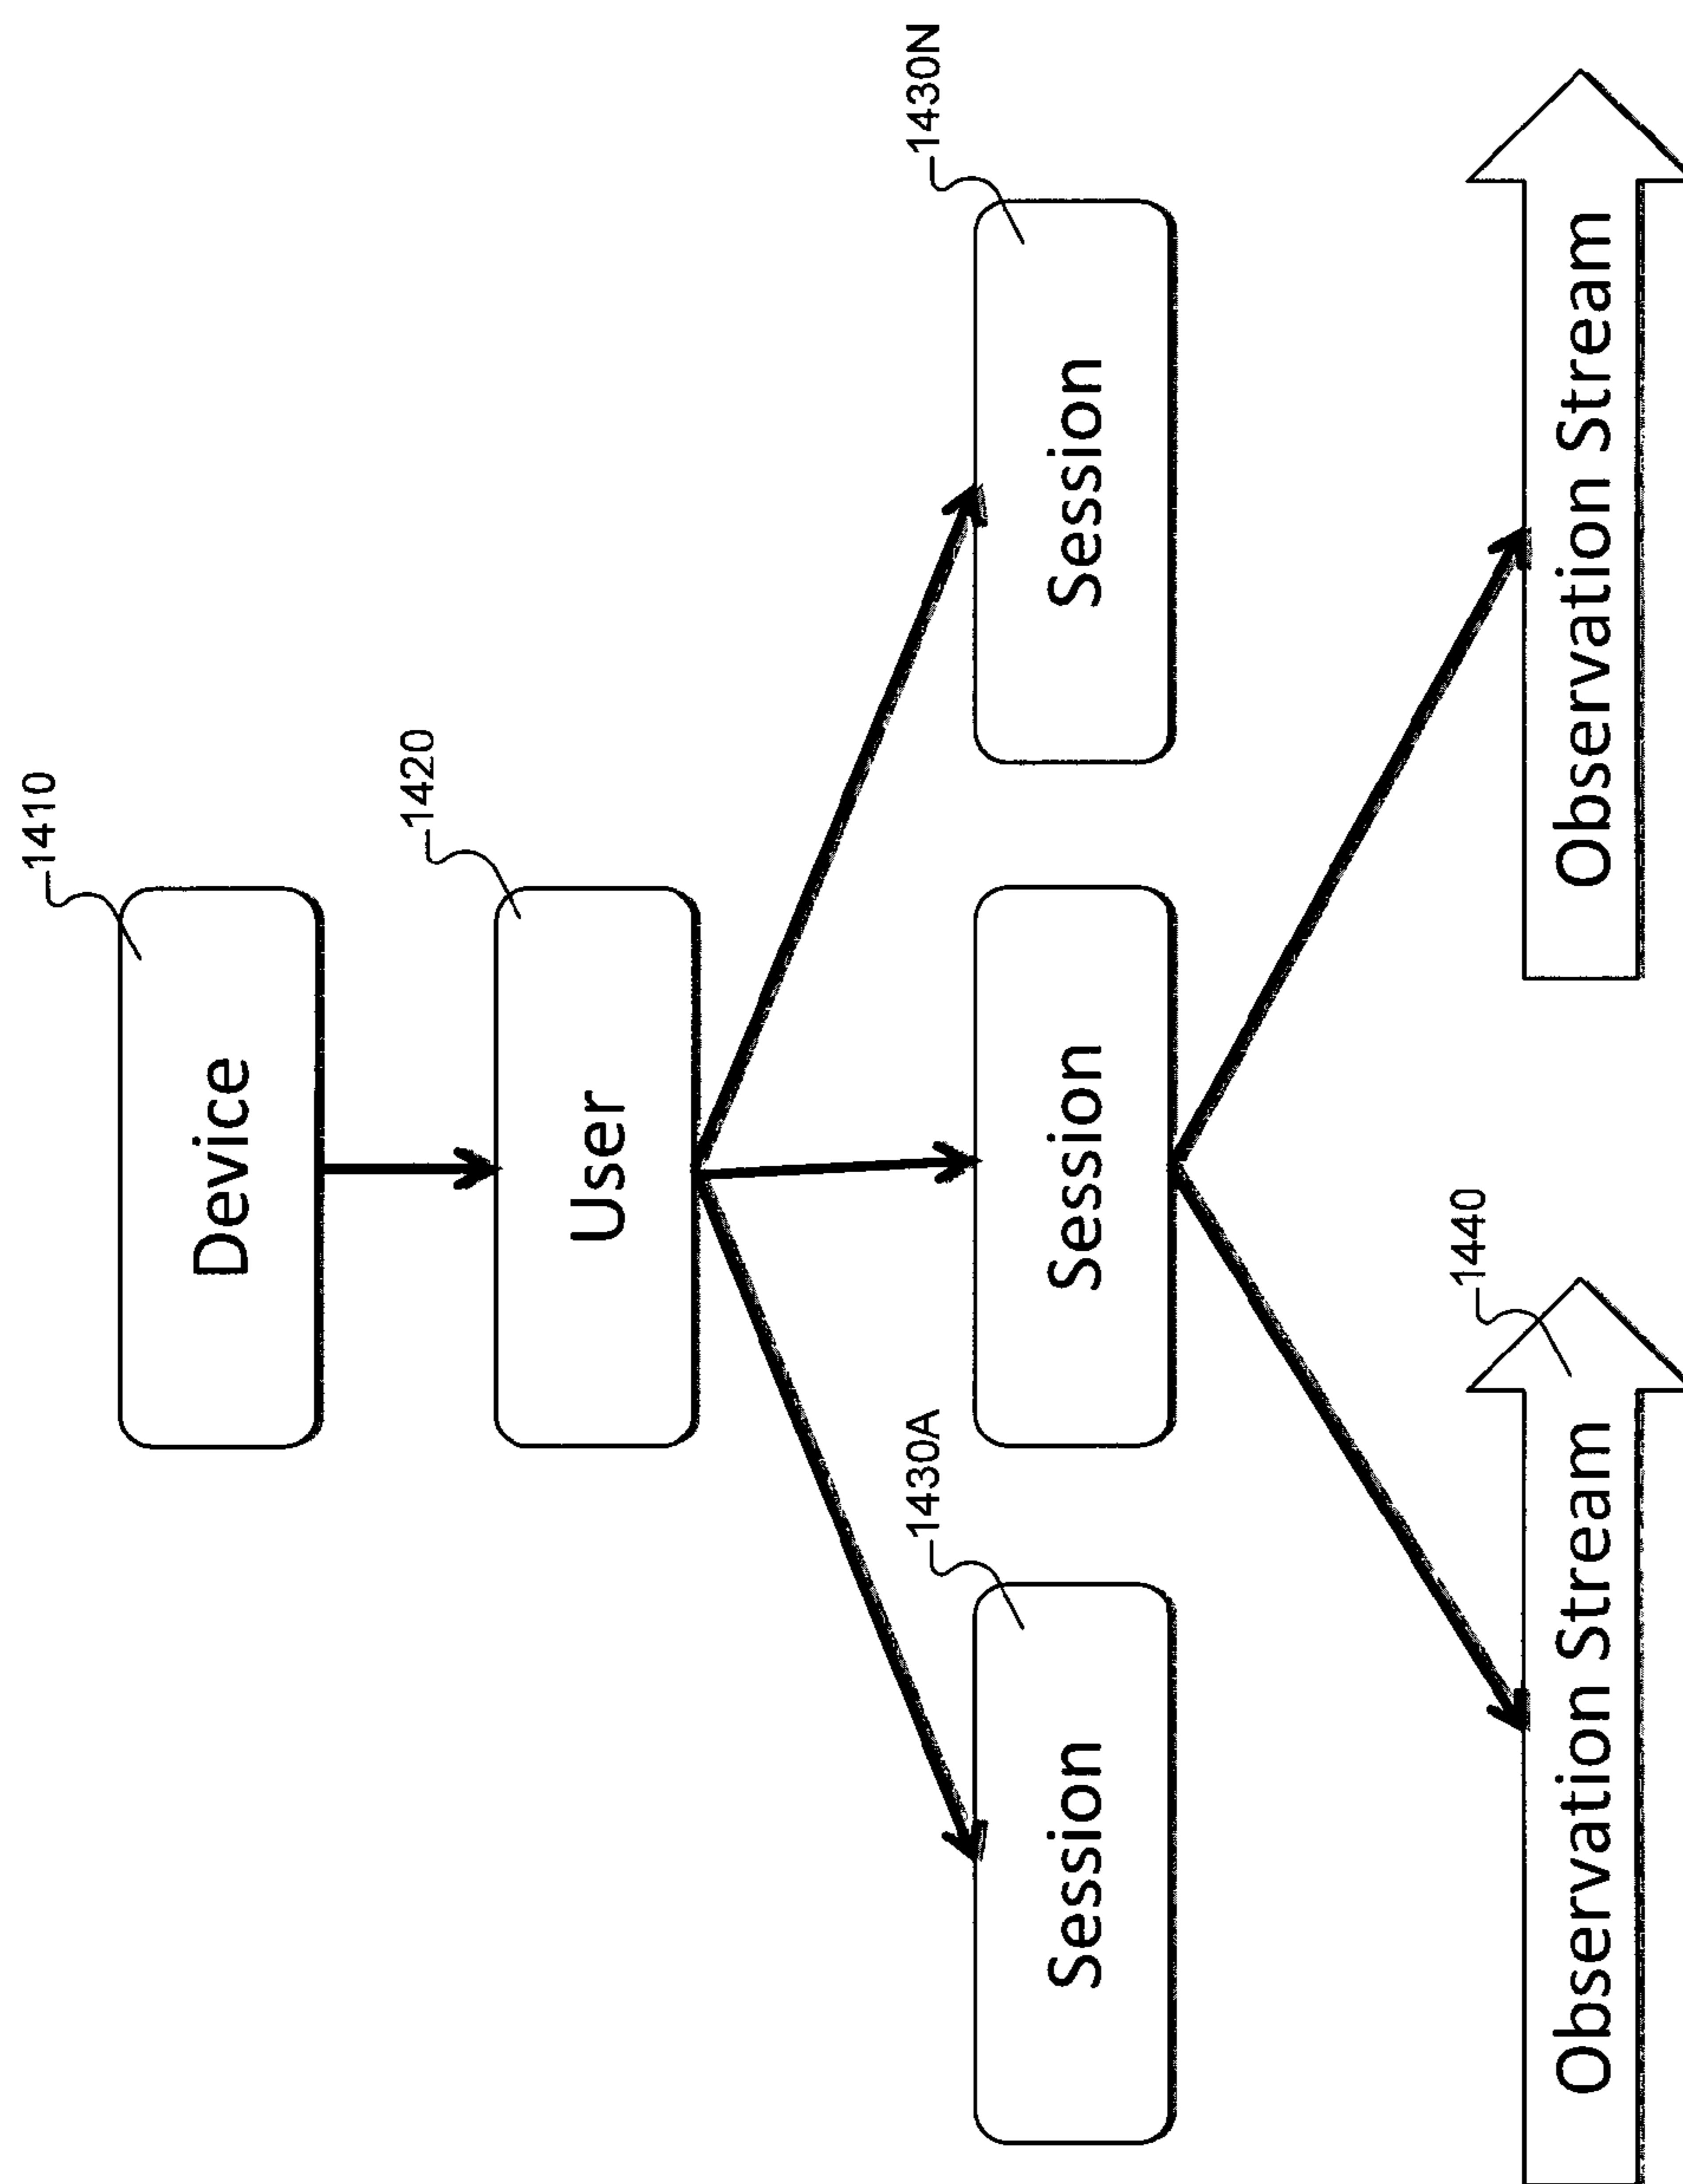 1410
Device
1420
User
1430A
1430N
Session
Session
Session
1440
Observation Stream
Observation Stream